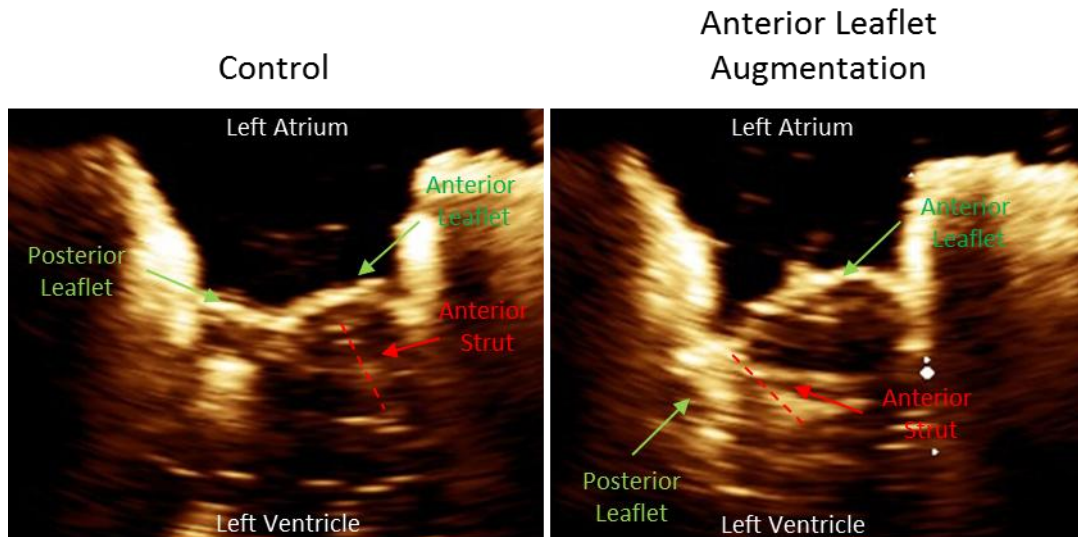 Control
Anterior Leaflet
Augmentation
Left Atrium
Anterior
Leaflet
Posterior
Leaflet
Anterior
Strut
Left Ventricle
Left Atrium
Anterior
Leaflet
Anterior
Strut
Posterior
Leaflet
Left Ventricle